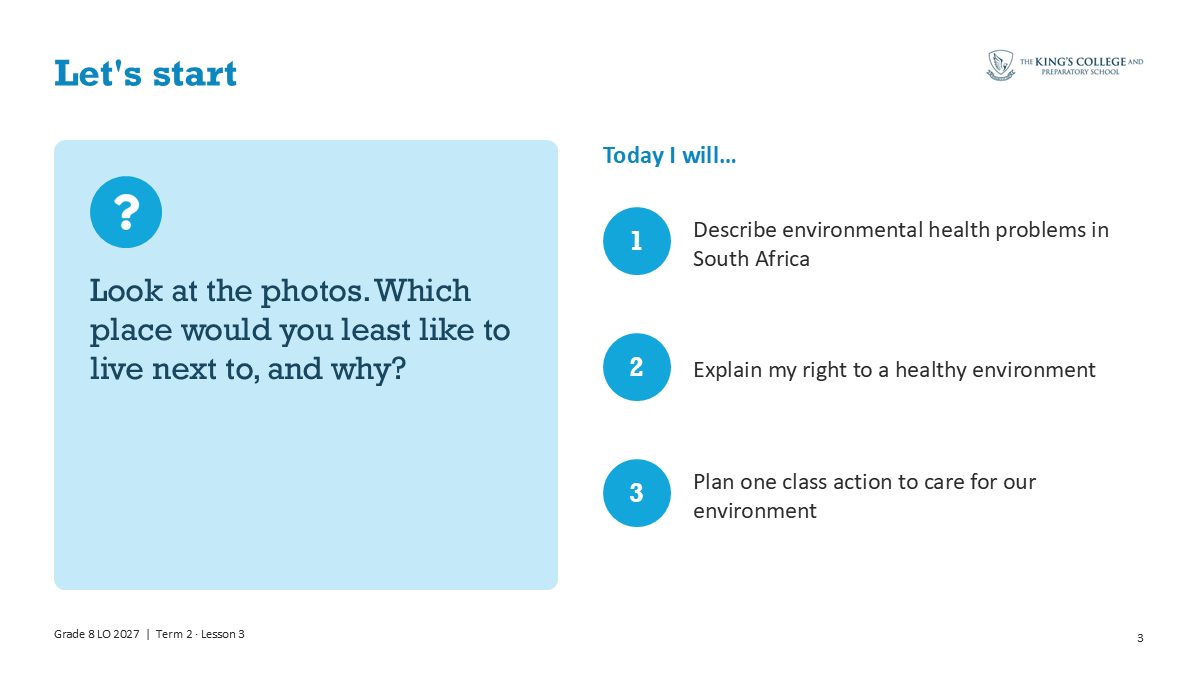 Let's start
THE KING'S COLLEGE AND
PREPARATORY SCHOOL
?
Look at the photos. Which
place would you least like to
live next to, and why?
Today I will...
1
Describe environmental health problems in
South Africa
2
Explain my right to a healthy environment
3
Plan one class action to care for our
environment
Grade 8 LO 2027 | Term 2 · Lesson 3
3